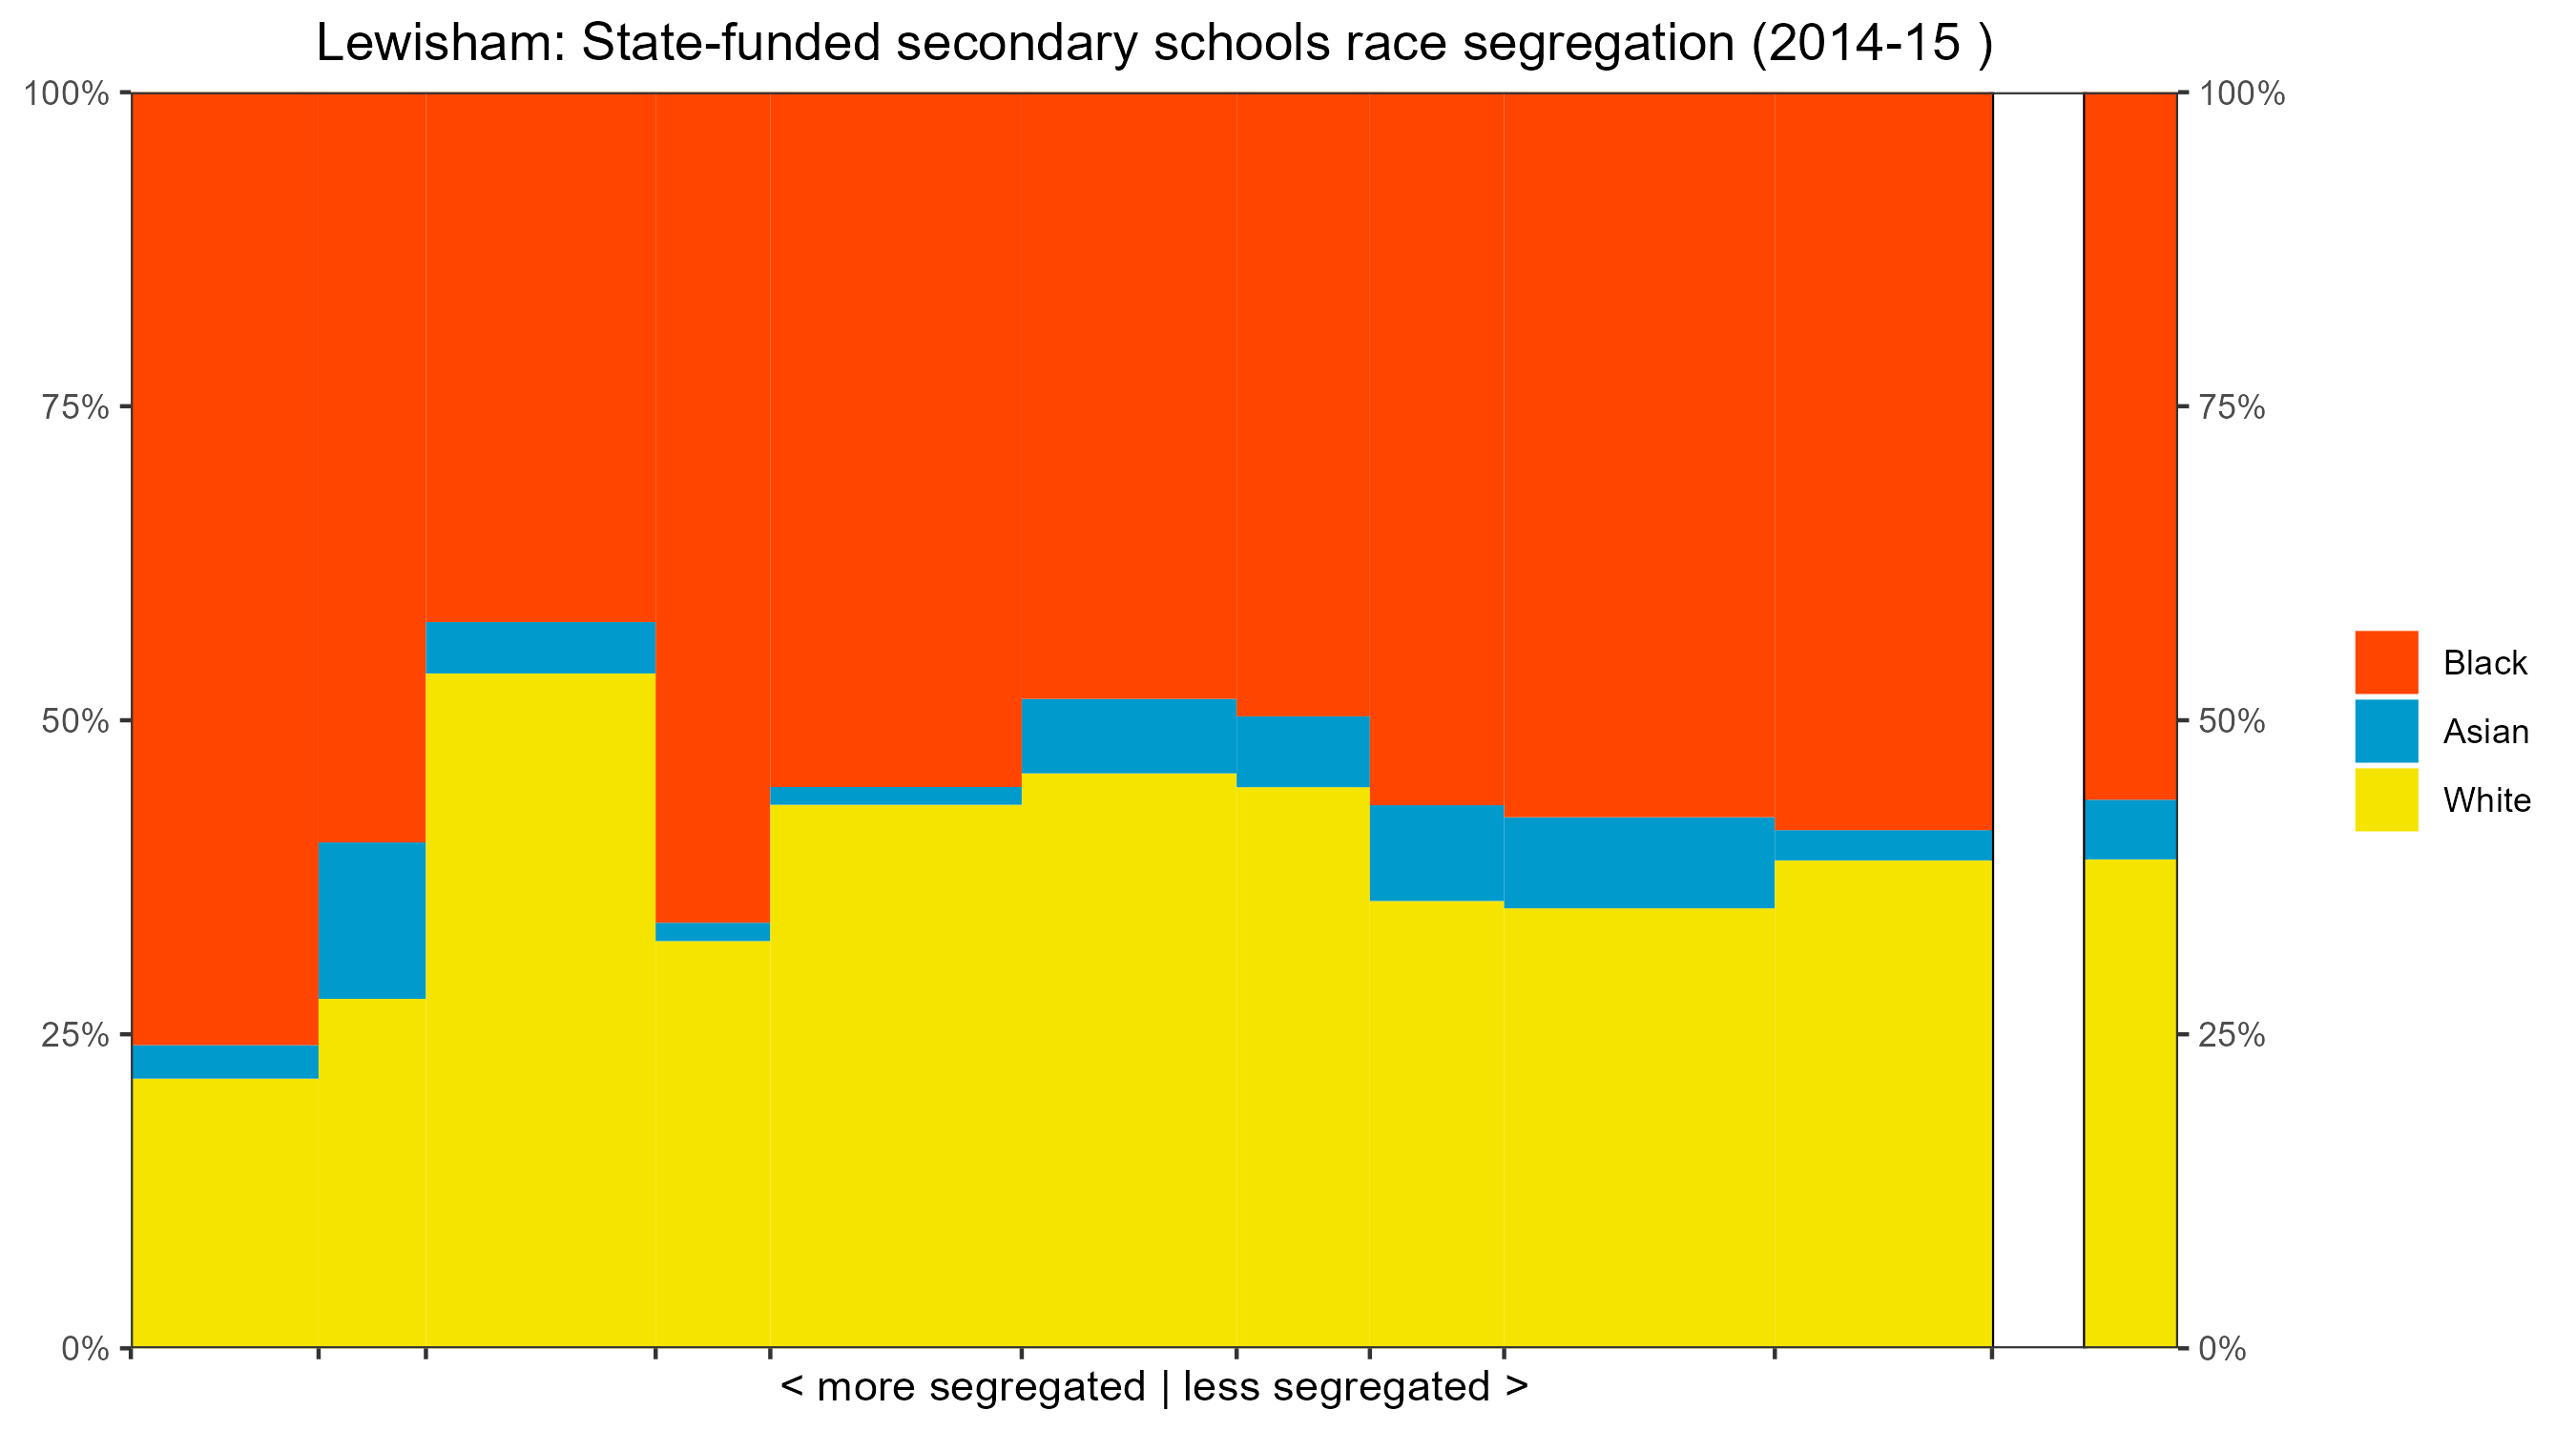 Lewisham: State-funded secondary schools race segregation (2014-15 )
100%
75%
50%
25%
0%
100%
75%
50%
25%
0%
Black
Asian
White
< more segregated | less segregated >